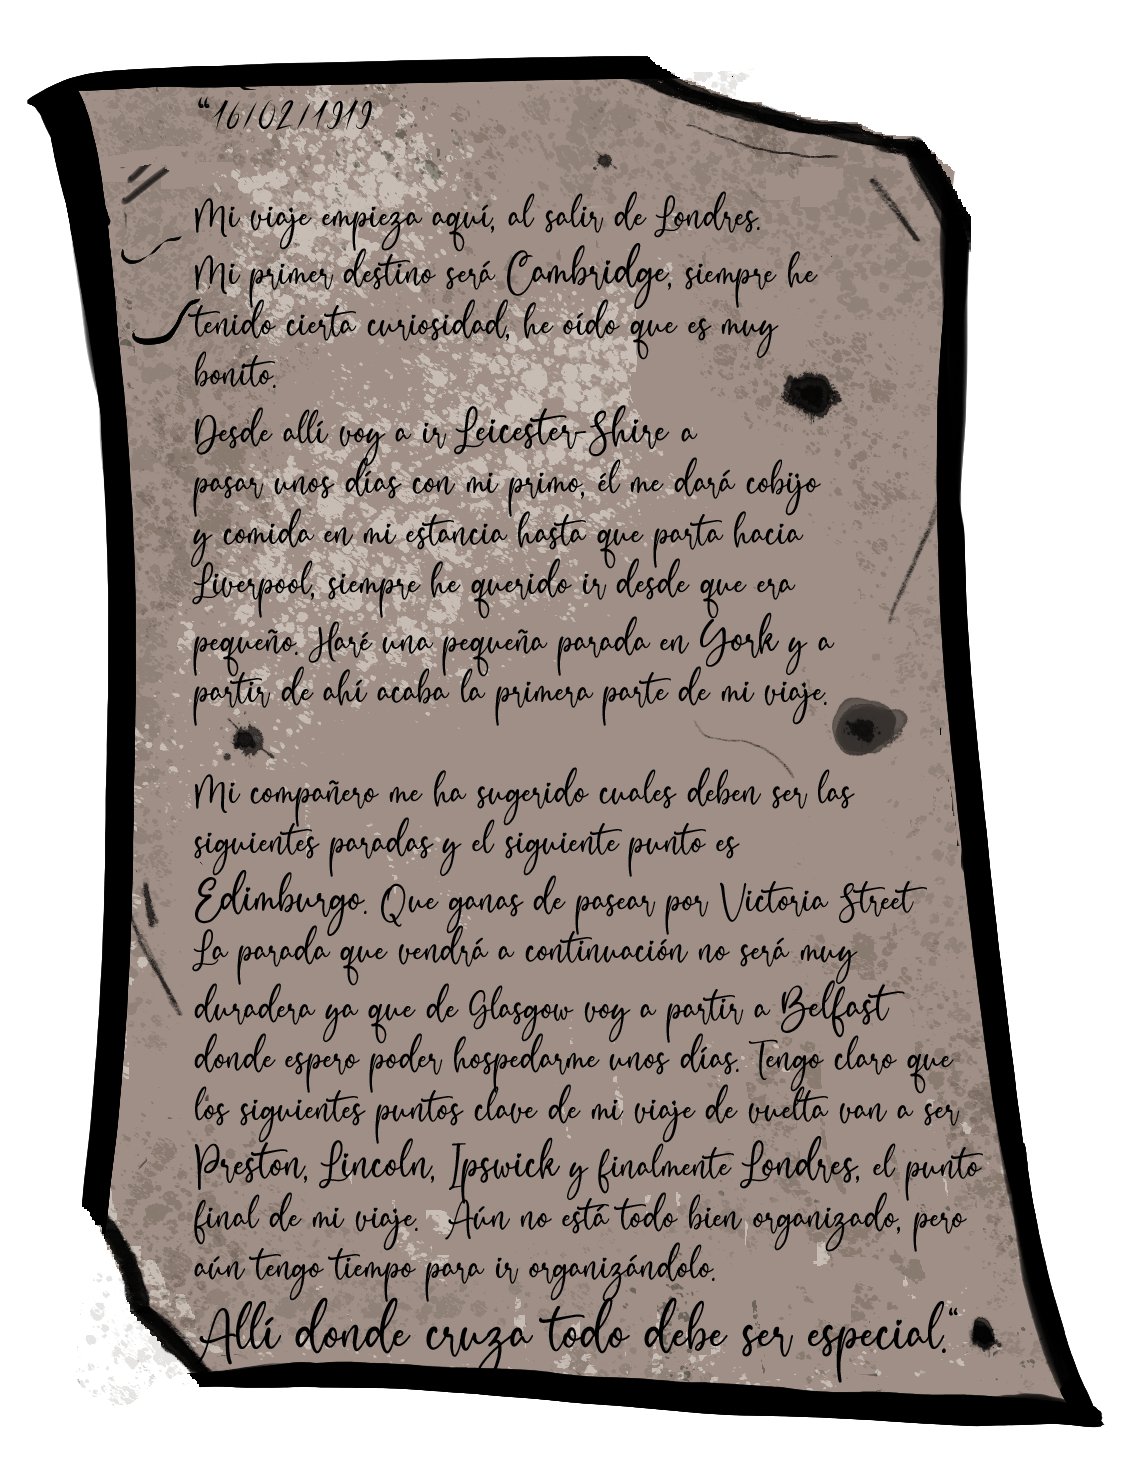 “16/02/1919
Mi viaje empieza aquí, al salir de Londres.
Mi primer destino será Cambridge, siempre he
tenido cierta curiosidad, he oído que es muy
bonito.
Desde allí voy a ir Leicester-Shire a
pasar unos días con mi primo, él me dará cobijo
y comida en mi estancia hasta que parta hacia
Liverpool, siempre he querido ir desde que era
pequeño. Haré una pequeña parada en York y a
partir de ahí acaba la primera parte de mi viaje.
Mi compañero me ha sugerido cuales deben ser las
siguientes paradas y el siguiente punto es
Edimburgo. Que ganas de pasear por Victoria Street
La parada que vendrá a continuación no será muy
duradera ya que de Glasgow voy a partir a Belfast
donde espero poder hospedarme unos días. Tengo claro que
los siguientes puntos clave de mi viaje de vuelta van a ser
Preston, Lincoln, Ipswick y finalmente Londres, el punto
final de mi viaje. Aún no está todo bien organizado, pero
aún tengo tiempo para ir organizándolo.
Allí donde cruza todo debe ser especial.“